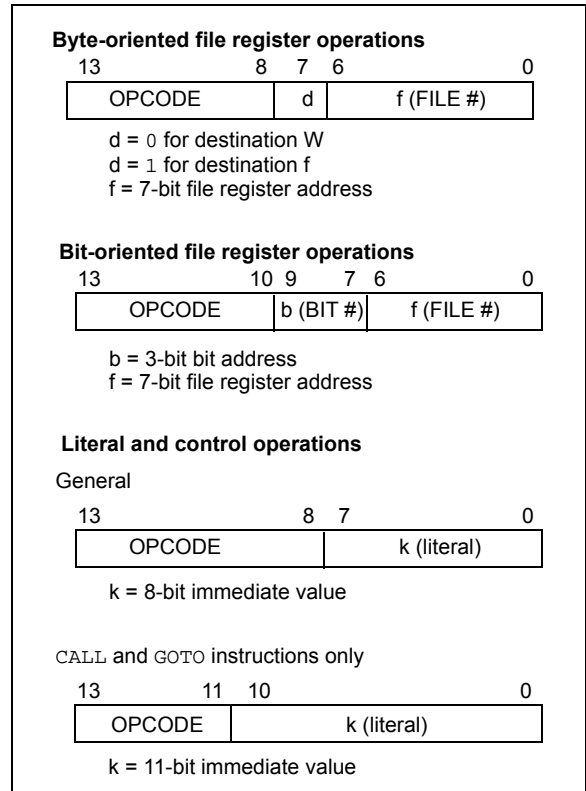 Byte-oriented file register operations
13 8 7 6 0
OPCODE d f (FILE #)
d = 0 for destination W
d = 1 for destination f
f = 7-bit file register address
Bit-oriented file register operations
13 10 9 7 6 0
OPCODE b (BIT #) f (FILE #)
b = 3-bit bit address
f = 7-bit file register address
Literal and control operations
General
13 8 7 0
OPCODE k (literal)
k = 8-bit immediate value
CALL and GOTO instructions only
13 11 10 0
OPCODE k (literal)
k = 11-bit immediate value